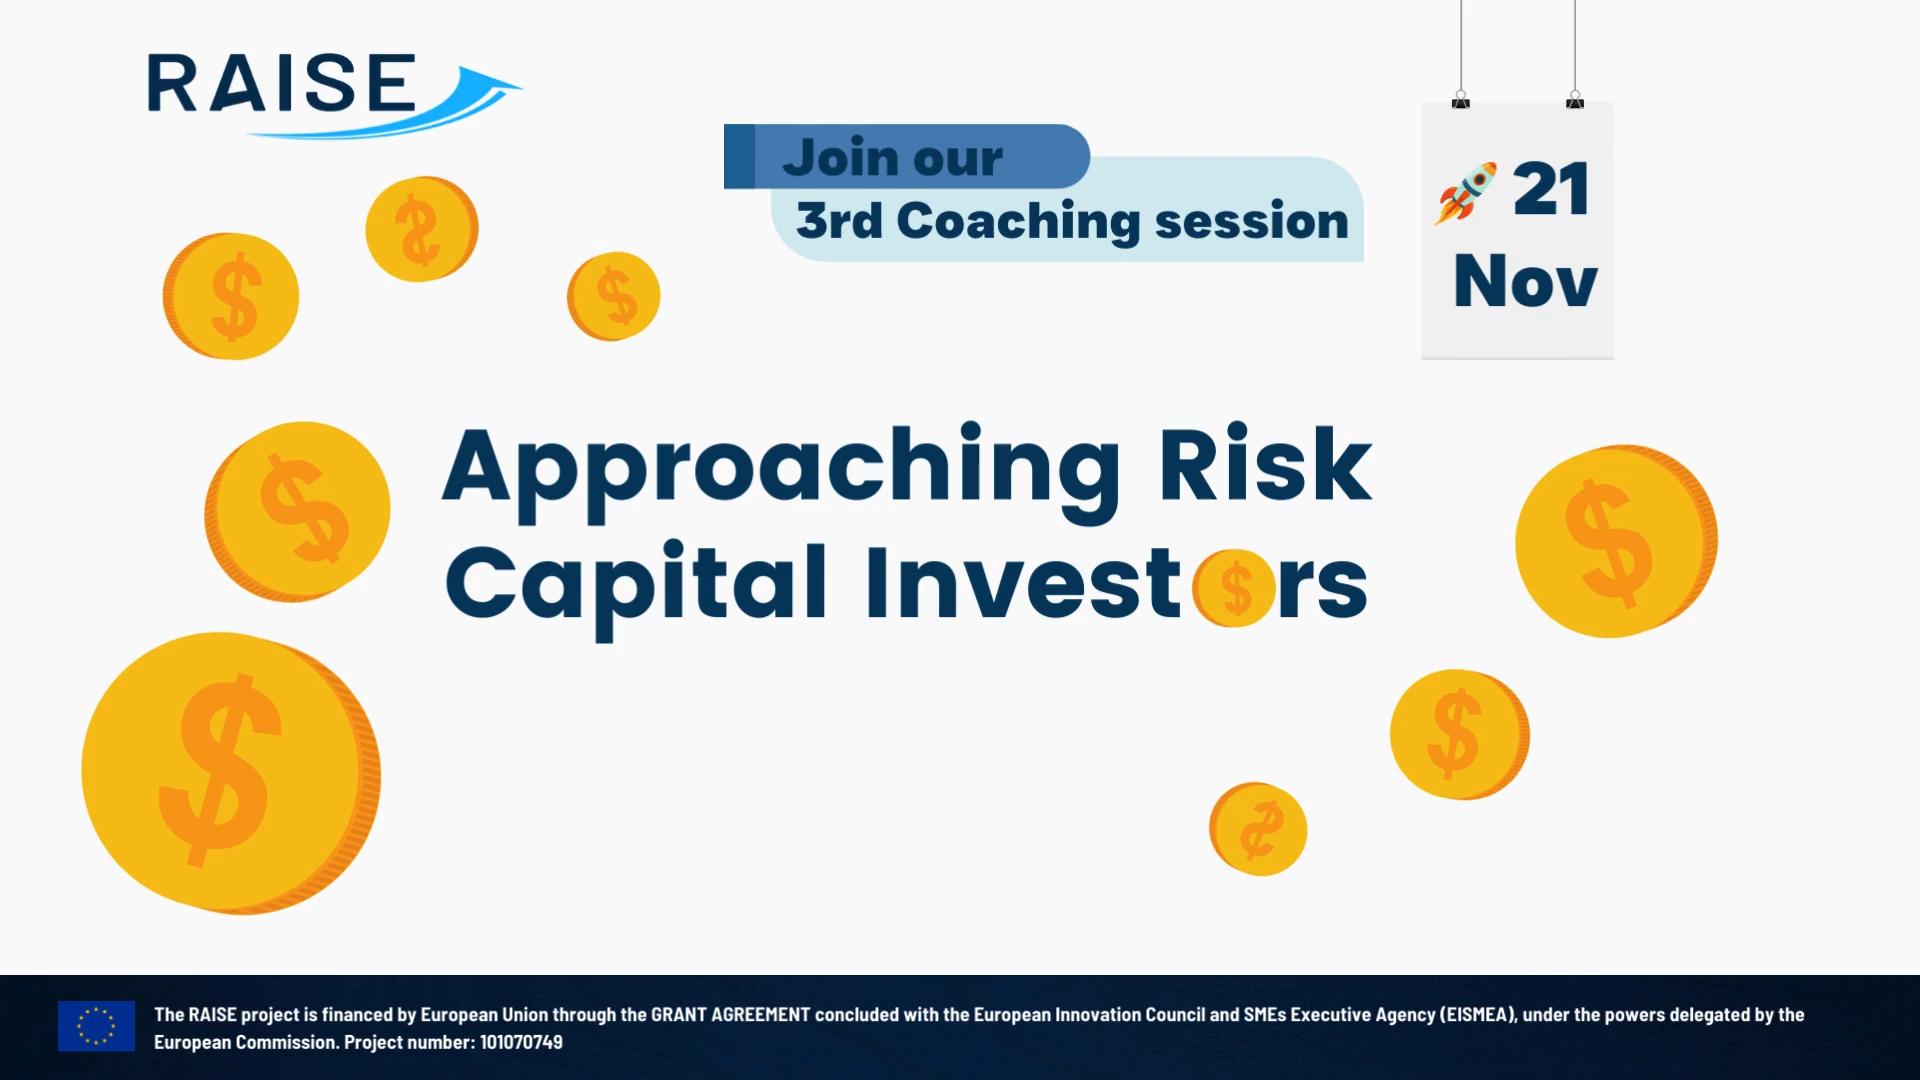 RAISE
Join our
3rd Coaching session
21
Nov
Approaching Risk
Capital Investors
The RAISE project is financed by European Union through the GRANT AGREEMENT concluded with the European Innovation Council and SMEs Executive Agency (EISMEA), under the powers delegated by the
European Commission. Project number: 101070749